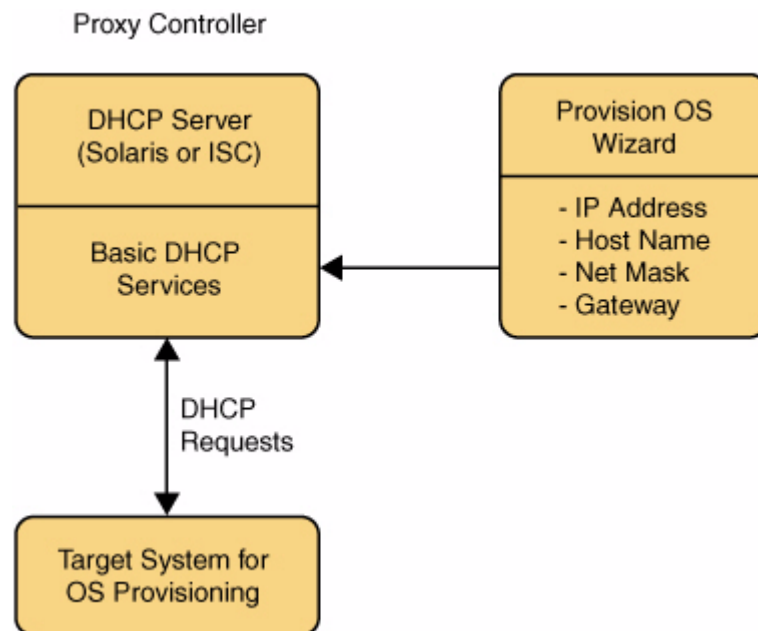 Proxy Controller
DHCP Server
(Solaris or ISC)
Basic DHCP
Services
Provision OS
Wizard
- IP Address
- Host Name
- Net Mask
- Gateway
DHCP
Requests
Target System for
OS Provisioning